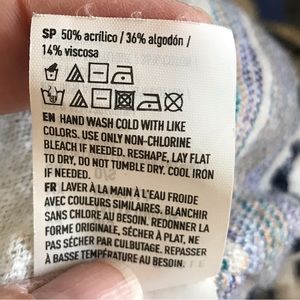 SP 50% acrílico / 36% algodón /
14% viscosa
EN HAND WASH COLD WITH LIKE
COLORS. USE ONLY NON-CHLORINE
BLEACH IF NEEDED. RESHAPE, LAY FLAT
TO DRY, DO NOT TUMBLE DRY. COOL IRON
IF NEEDED.
FR LAVER À LA MAIN À L'EAU FROIDE
AVEC COULEURS SIMILAIRES. BLANCHIR
SANS CHLORE AU BESOIN. REDONNER LA
FORME ORIGINALE, SÉCHER À PLAT, NE
PAS SÉCHER PAR CULBUTAGE. REPASSER
À BASSE TEMPÉRATURE AU BESOIN.